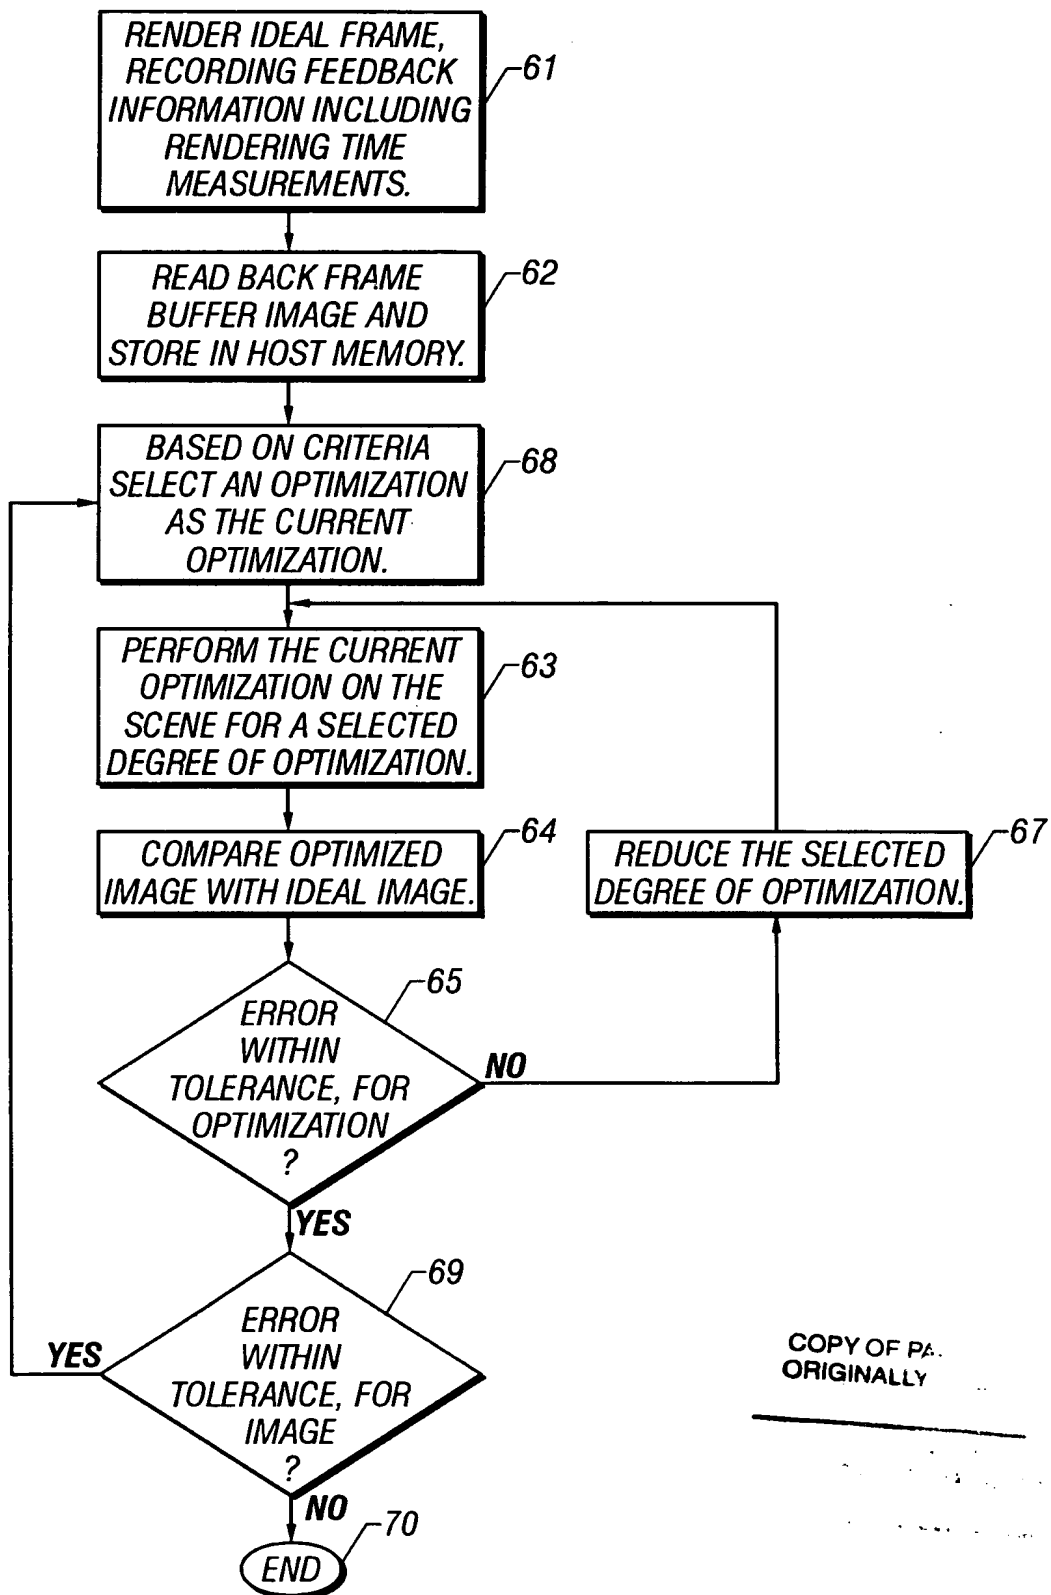 RENDER IDEAL FRAME,
RECORDING FEEDBACK
INFORMATION INCLUDING
RENDERING TIME
MEASUREMENTS.
61
READ BACK FRAME
BUFFER IMAGE AND
STORE IN HOST MEMORY.
62
BASED ON CRITERIA
SELECT AN OPTIMIZATION
AS THE CURRENT
OPTIMIZATION.
68
PERFORM THE CURRENT
OPTIMIZATION ON THE
SCENE FOR A SELECTED
DEGREE OF OPTIMIZATION.
63
COMPARE OPTIMIZED
IMAGE WITH IDEAL IMAGE.
64
REDUCE THE SELECTED
DEGREE OF OPTIMIZATION.
67
ERROR
WITHIN
TOLERANCE, FOR
OPTIMIZATION
?
65
NO
YES
ERROR
WITHIN
TOLERANCE, FOR
IMAGE
?
69
YES
NO
END
70
COPY OF
ORIGINALLY